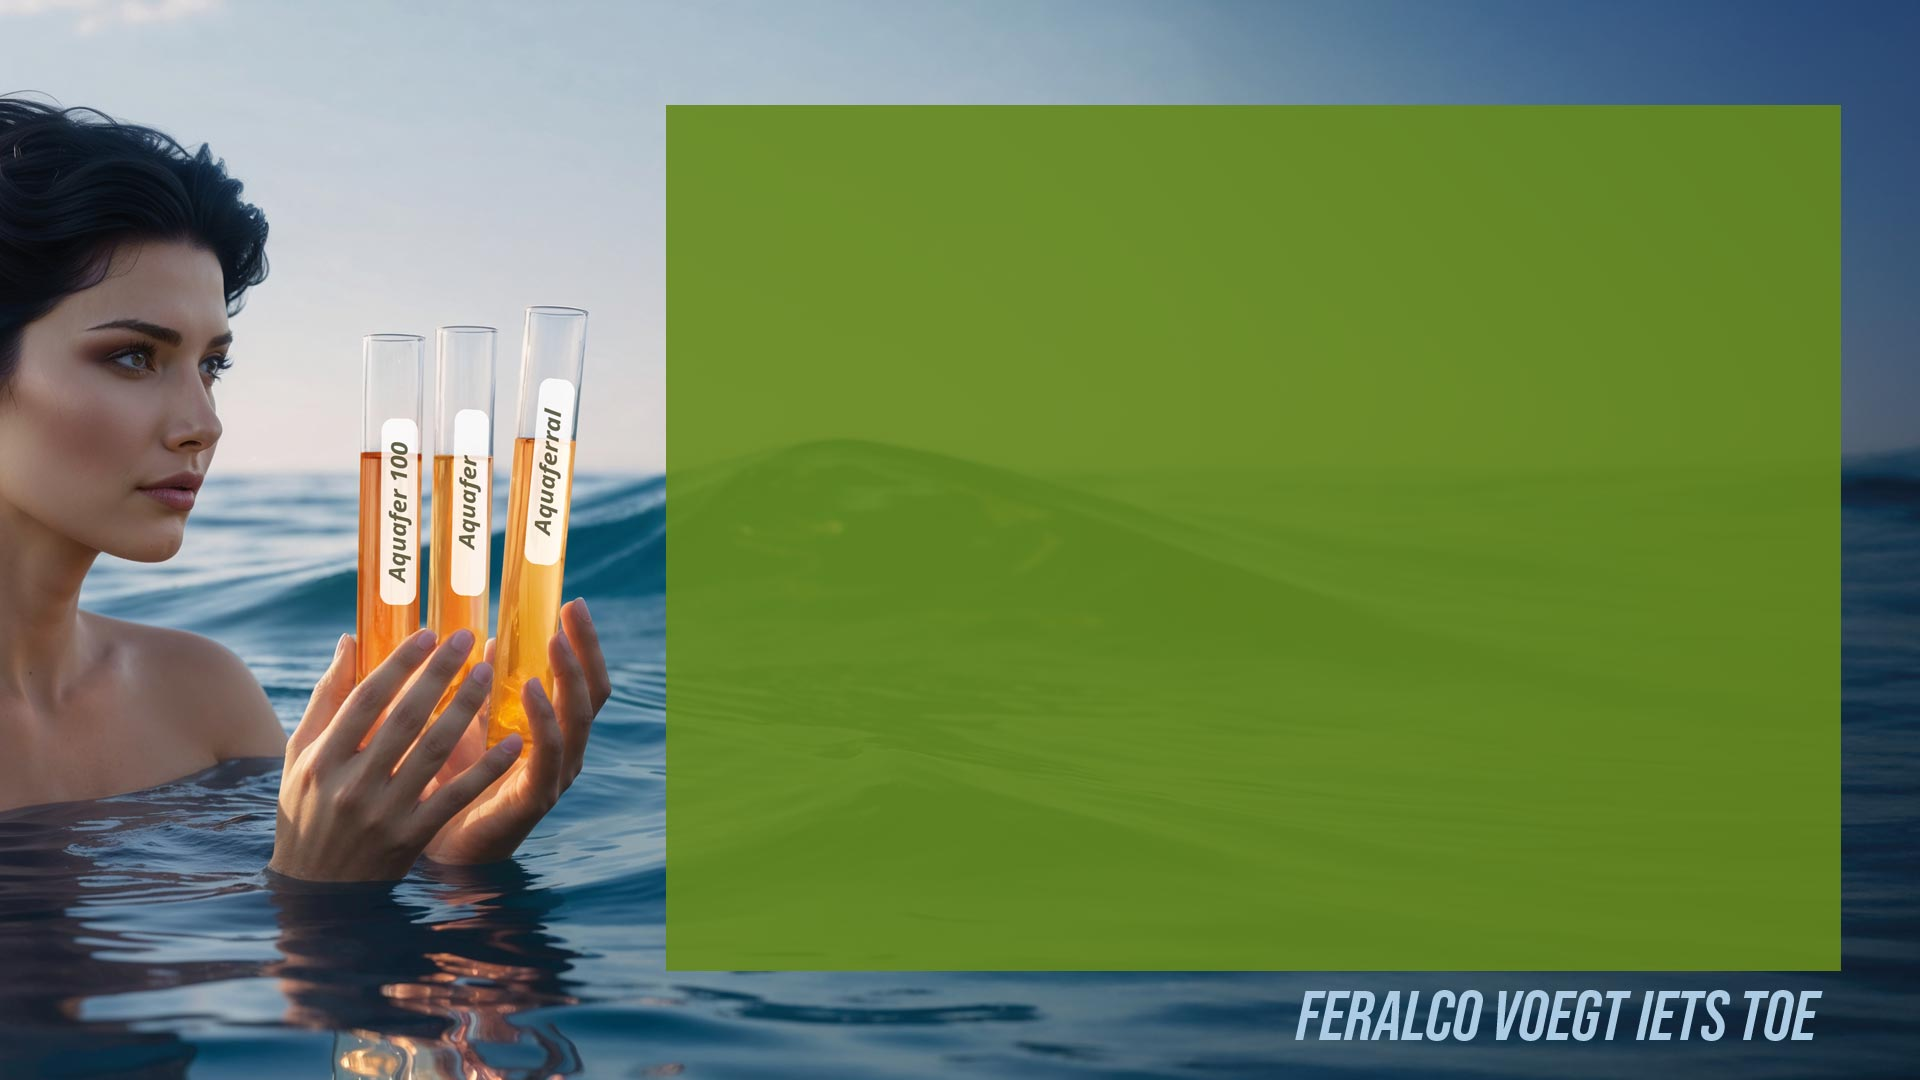 Aquafer 100
Aquafer
Aquaferral
FERALCO VOEGT IETS TOE